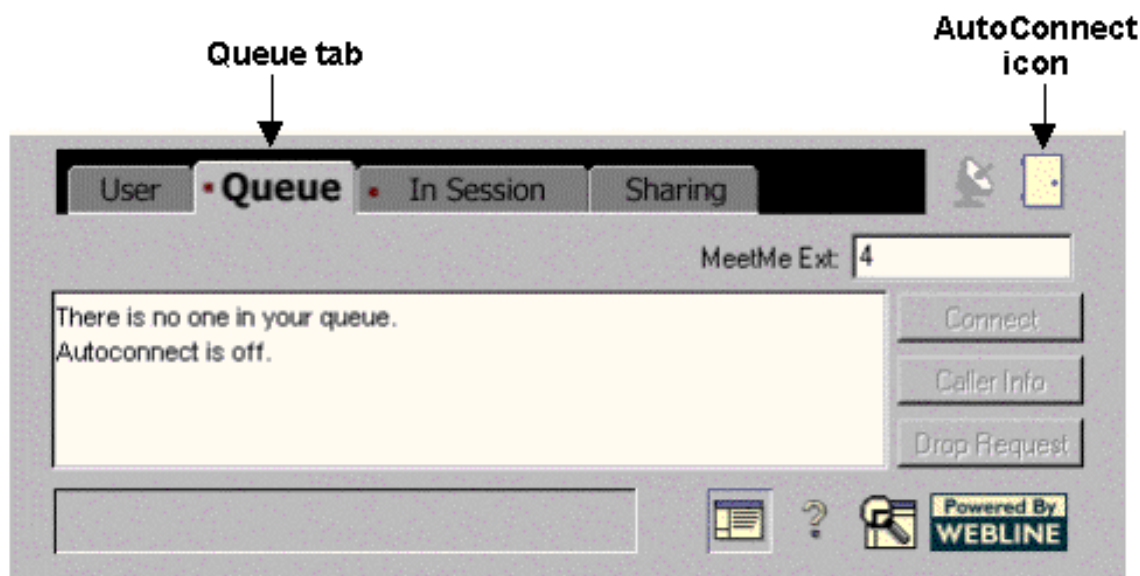 Queue tab
AutoConnect
icon
User
Queue
In Session
Sharing
MeetMe Ext: 4
There is no one in your queue.
Autoconnect is off.
Connect
Caller Info
Drop Request
?
Powered By
WEBLINE